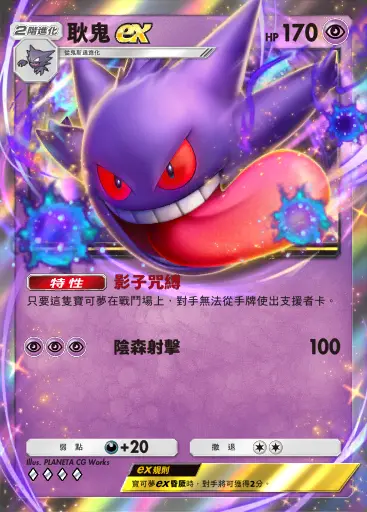 2階進化 耿鬼ex HP170
從鬼斯通進化
特性 影子咒縛
只要這隻寶可夢在戰鬥場上，對手無法從手牌使出支援者卡。
陰森射擊 100
弱點 +20 撤退
Illus. PLANETA CG Works
ex規則
寶可夢ex昏厥時，對手將可獲得2分。